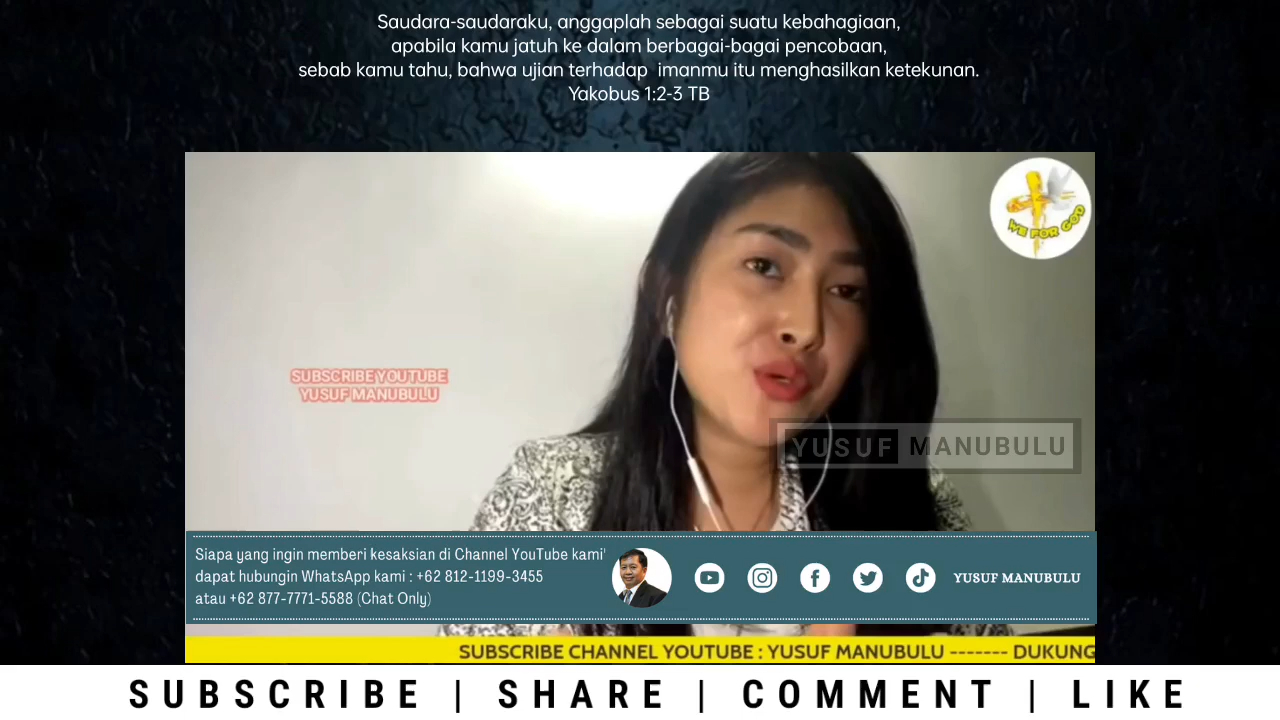 Saudara-saudaraku, anggaplah sebagai suatu kebahagiaan,
apabila kamu jatuh ke dalam berbagai-bagai pencobaan,
sebab kamu tahu, bahwa ujian terhadap  imanmu itu menghasilkan ketekunan.
Yakobus 1:2-3 TB
WE FOR GOD
SUBSCRIBE YOUTUBE
YUSUF MANUBULU
YUSUF MANUBULU
Siapa yang ingin memberi kesaksian di Channel YouTube kami'
dapat hubungin WhatsApp kami : +62 812-1199-3455
atau +62 877-7771-5588 (Chat Only)
YUSUF MANUBULU
SUBSCRIBE CHANNEL YOUTUBE : YUSUF MANUBULU ------- DUKUNG
SUBSCRIBE | SHARE | COMMENT | LIKE